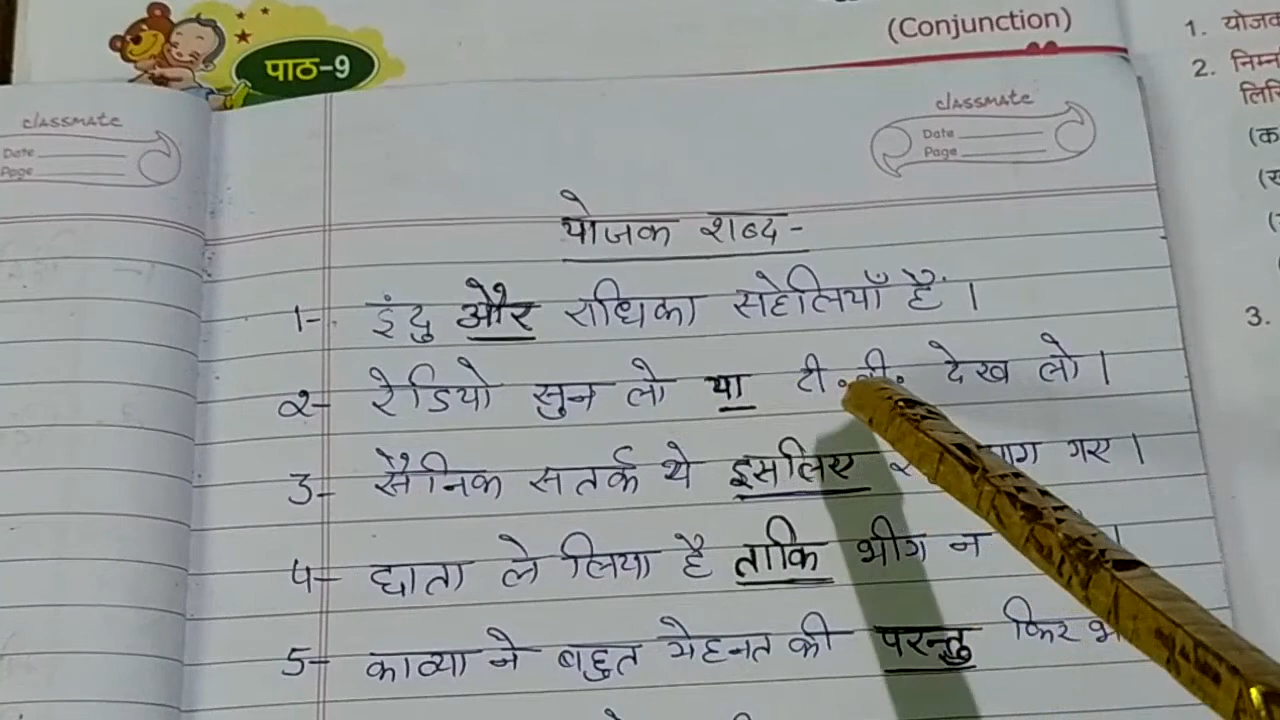 (Conjunction)
पाठ-9
1. योजक
2. निम्न
लिखि
(क
3.
classmate
Date
Page
classmate
Date
Page
योजक शब्द-
1- इंदु और राधिका सहेलियाँ हैं ।
2- रेडियो सुन लो या टी.वी. देख लो ।
3- सैनिक सतर्क थे इसलिए भाग गए ।
4- छाता ले लिया है ताकि भीग न
5- काव्या ने बहुत मेहनत की परन्तु फिर